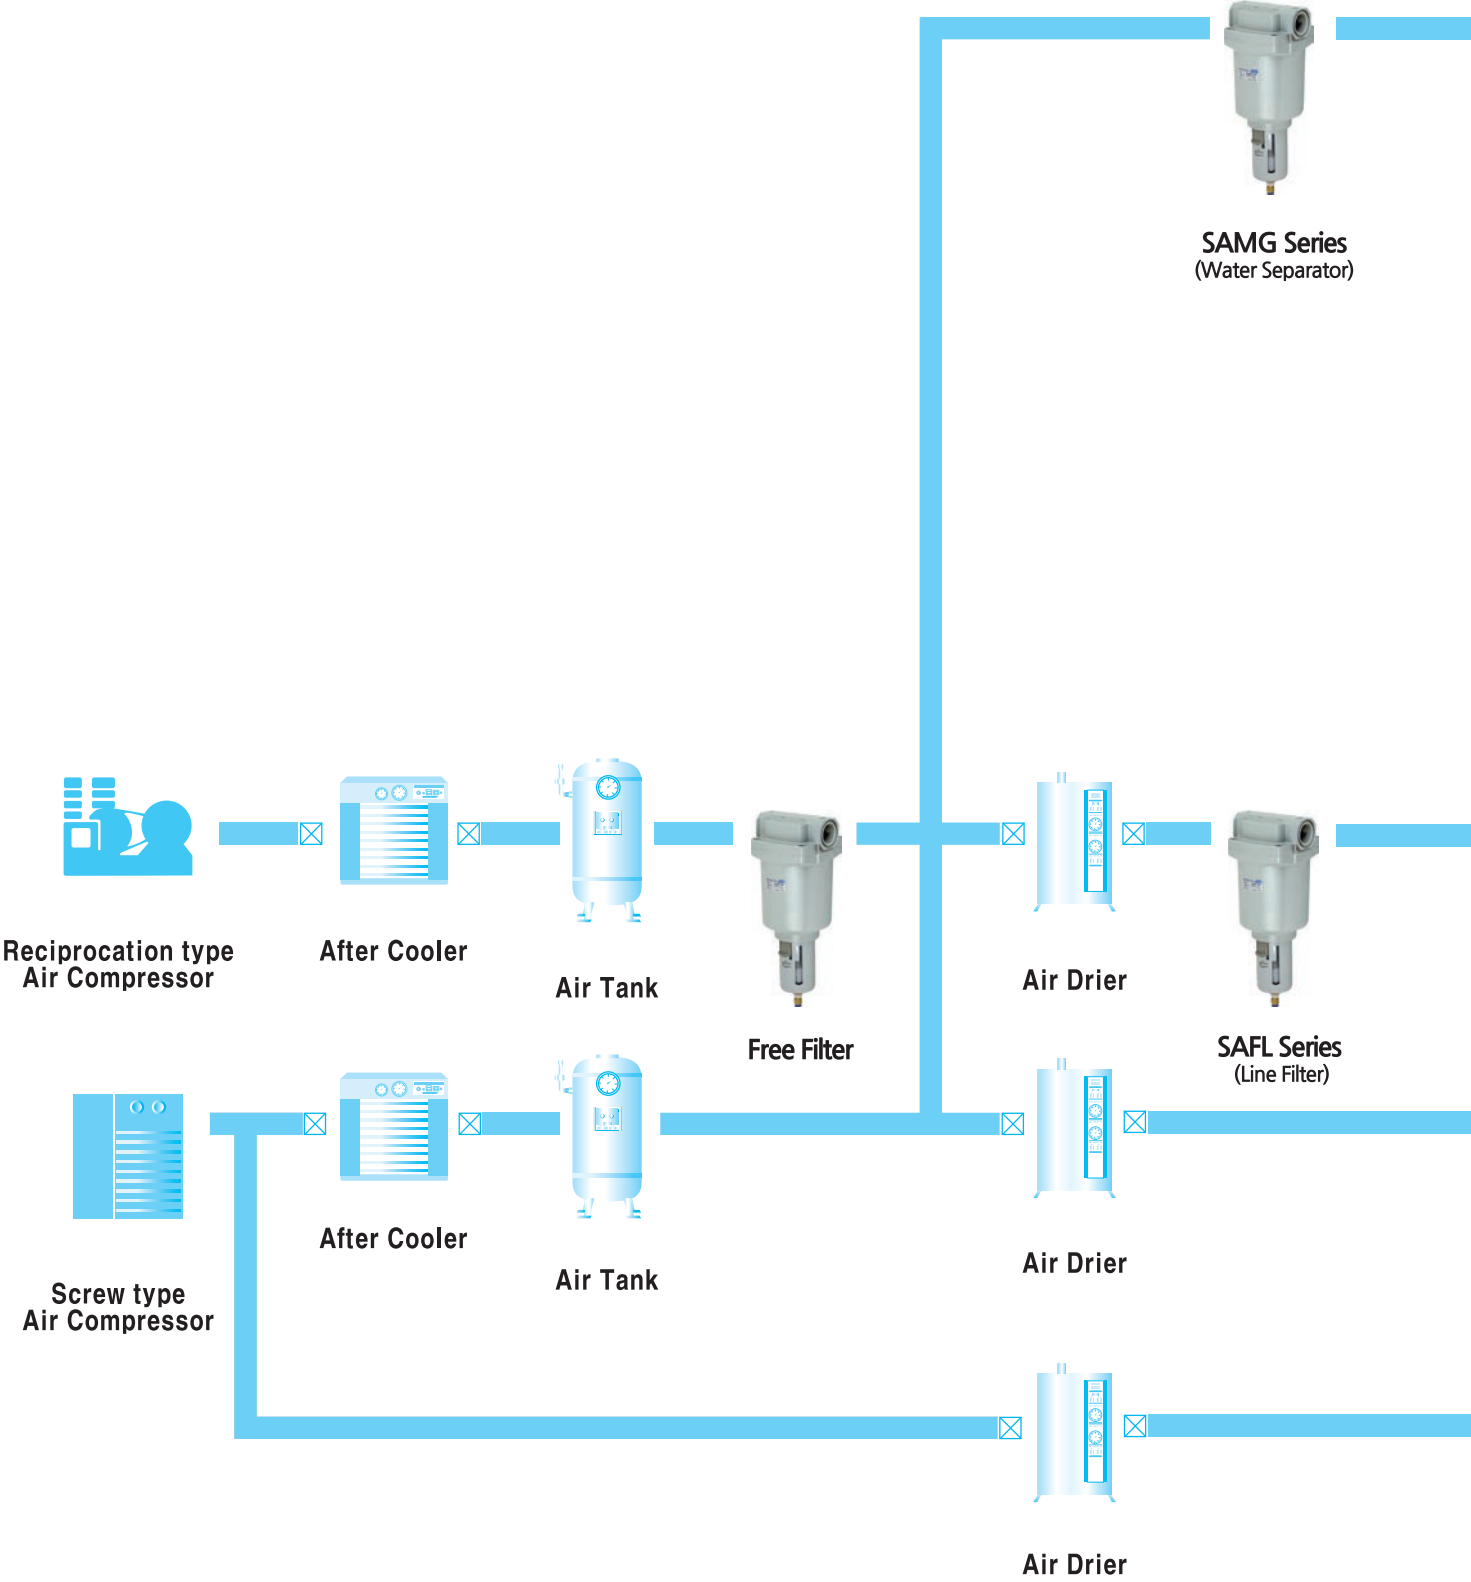 SAMG Series
(Water Separator)
Reciprocation type
Air Compressor
After Cooler
Air Tank
Free Filter
Air Drier
SAFL Series
(Line Filter)
Screw type
Air Compressor
After Cooler
Air Tank
Air Drier
Air Drier